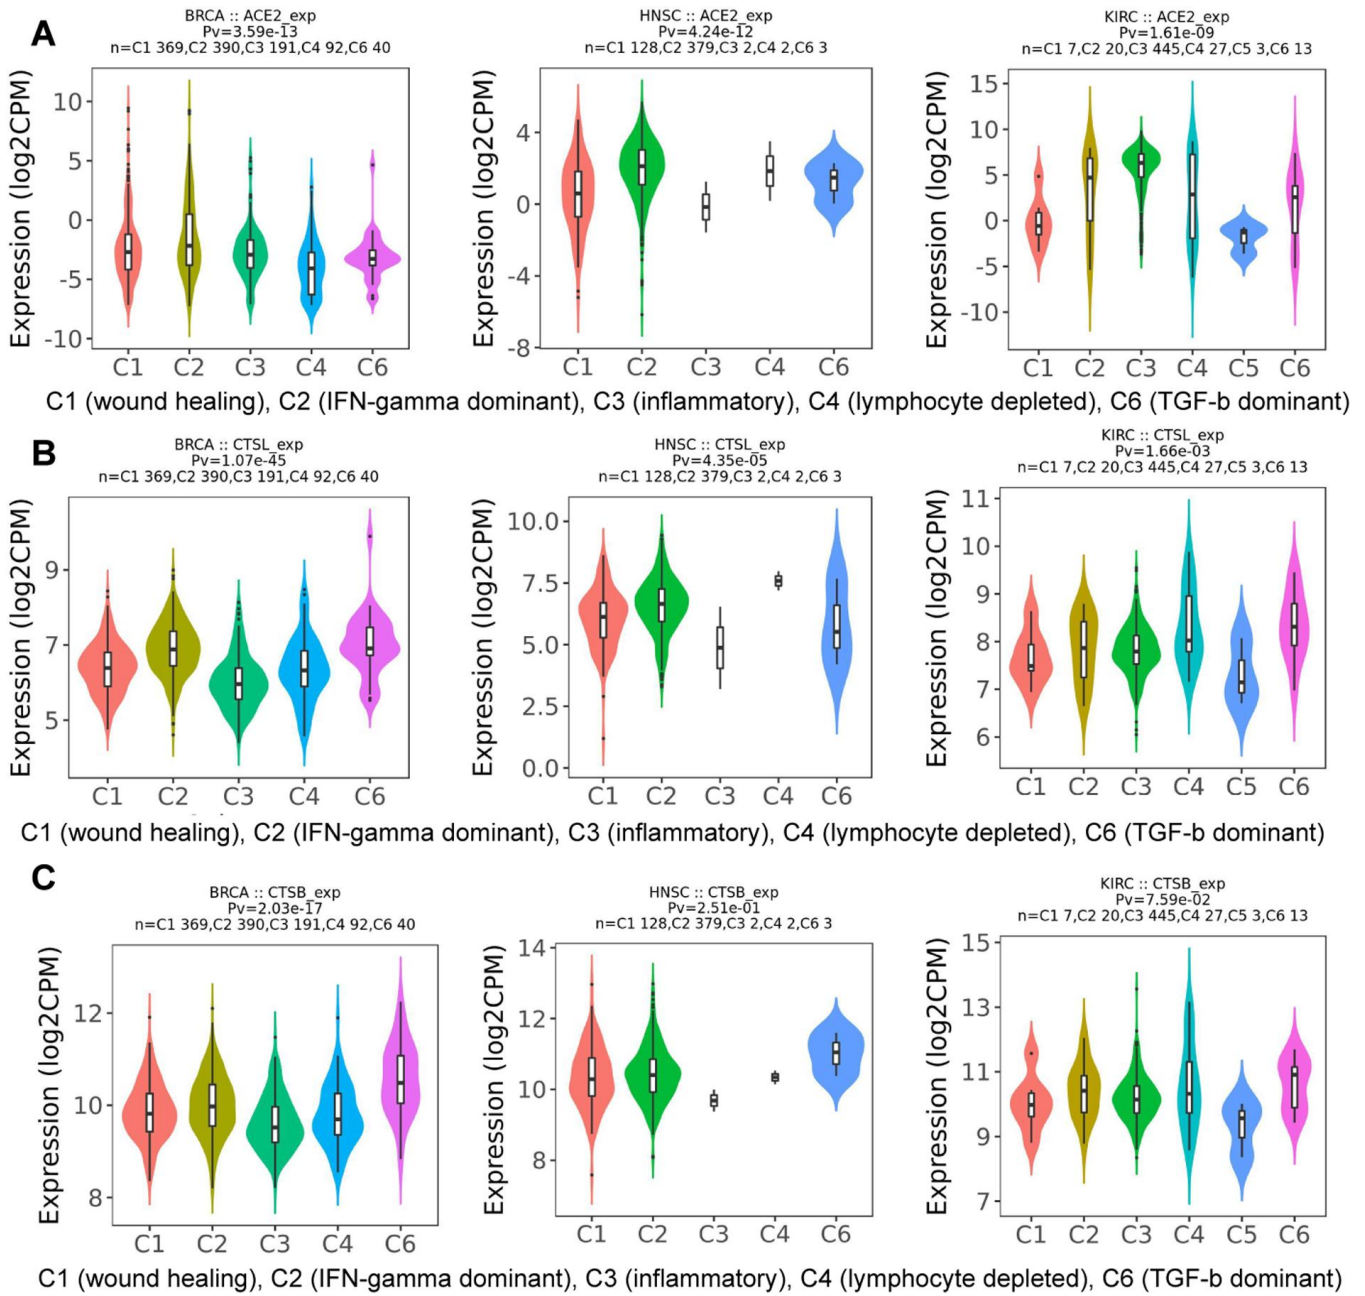 A
BRCA :: ACE2_exp
Pv=3.59e-13
n=C1 369,C2 390,C3 191,C4 92,C6 40
Expression (log2CPM)
10
5
0
-5
-10
C1 C2 C3 C4 C6
HNSC :: ACE2_exp
Pv=4.24e-12
n=C1 128,C2 379,C3 2,C4 2,C6 3
Expression (log2CPM)
4
0
-4
-8
C1 C2 C3 C4 C6
KIRC :: ACE2_exp
Pv=1.61e-09
n=C1 7,C2 20,C3 445,C4 27,C5 3,C6 13
Expression (log2CPM)
15
10
5
0
-5
-10
C1 C2 C3 C4 C5 C6
C1 (wound healing), C2 (IFN-gamma dominant), C3 (inflammatory), C4 (lymphocyte depleted), C6 (TGF-b dominant)
B
BRCA :: CTSL_exp
Pv=1.07e-45
n=C1 369,C2 390,C3 191,C4 92,C6 40
Expression (log2CPM)
9
7
5
C1 C2 C3 C4 C6
HNSC :: CTSL_exp
Pv=4.35e-05
n=C1 128,C2 379,C3 2,C4 2,C6 3
Expression (log2CPM)
10.0
7.5
5.0
2.5
0.0
C1 C2 C3 C4 C6
KIRC :: CTSL_exp
Pv=1.66e-03
n=C1 7,C2 20,C3 445,C4 27,C5 3,C6 13
Expression (log2CPM)
11
10
9
8
7
6
C1 C2 C3 C4 C5 C6
C1 (wound healing), C2 (IFN-gamma dominant), C3 (inflammatory), C4 (lymphocyte depleted), C6 (TGF-b dominant)
C
BRCA :: CTSB_exp
Pv=2.03e-17
n=C1 369,C2 390,C3 191,C4 92,C6 40
Expression (log2CPM)
12
10
8
C1 C2 C3 C4 C6
HNSC :: CTSB_exp
Pv=2.51e-01
n=C1 128,C2 379,C3 2,C4 2,C6 3
Expression (log2CPM)
14
12
10
8
C1 C2 C3 C4 C6
KIRC :: CTSB_exp
Pv=7.59e-02
n=C1 7,C2 20,C3 445,C4 27,C5 3,C6 13
Expression (log2CPM)
15
13
11
9
7
C1 C2 C3 C4 C5 C6
C1 (wound healing), C2 (IFN-gamma dominant), C3 (inflammatory), C4 (lymphocyte depleted), C6 (TGF-b dominant)